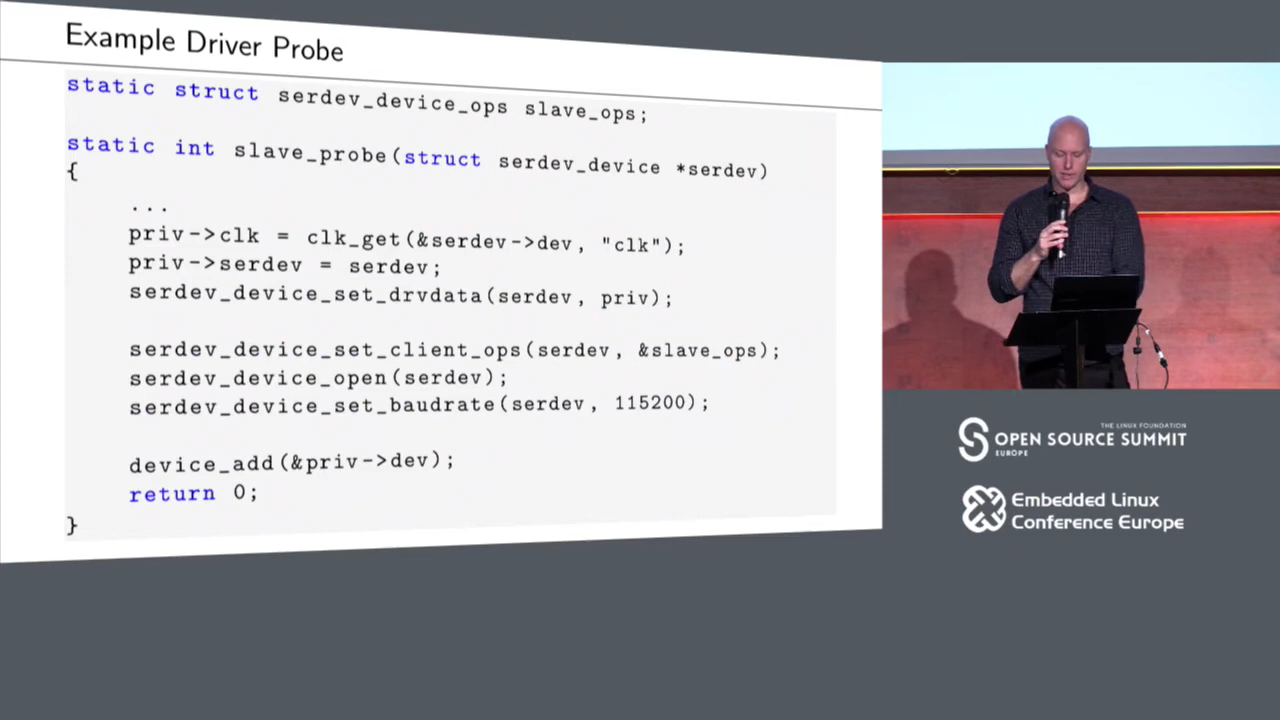 Example Driver Probe
static struct serdev_device_ops slave_ops;
static int slave_probe(struct serdev_device *serdev)
{
...
priv->clk = clk_get(&serdev->dev, "clk");
priv->serdev = serdev;
serdev_device_set_drvdata(serdev, priv);
serdev_device_set_client_ops(serdev, &slave_ops);
serdev_device_open(serdev);
serdev_device_set_baudrate(serdev, 115200);
device_add(&priv->dev);
return 0;
}
THE LINUX FOUNDATION
OPEN SOURCE SUMMIT
EUROPE
Embedded Linux
Conference Europe